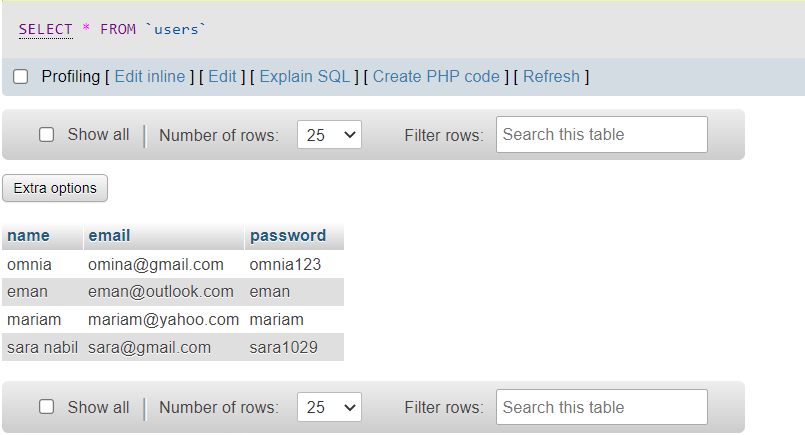 SELECT * FROM `users`
Profiling [ Edit inline ] [ Edit ] [ Explain SQL ] [ Create PHP code ] [ Refresh ]
Show all Number of rows: 25 Filter rows: Search this table
Extra options
name email password
omnia omina@gmail.com omnia123
eman eman@outlook.com eman
mariam mariam@yahoo.com mariam
sara nabil sara@gmail.com sara1029
Show all Number of rows: 25 Filter rows: Search this table